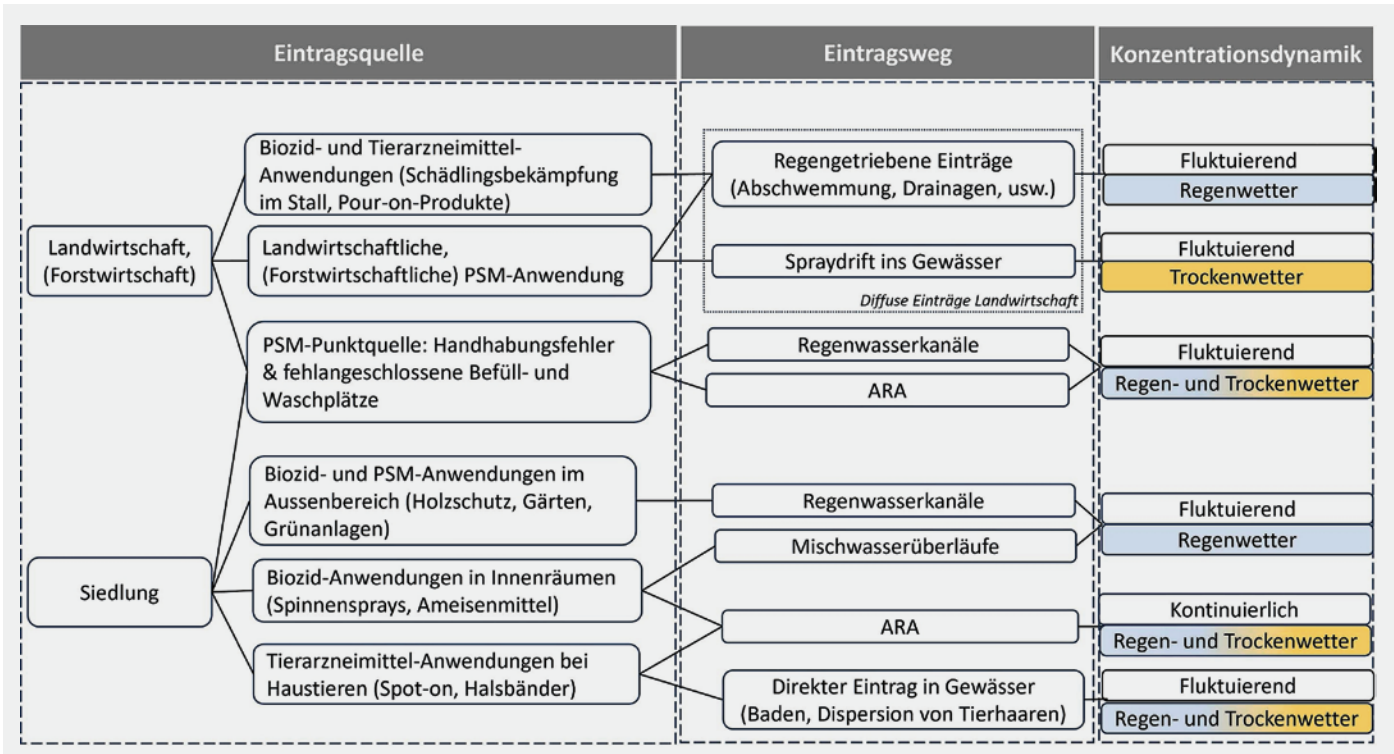 Eintragsquelle
Eintragsweg
Konzentrationsdynamik
Landwirtschaft,
(Forstwirtschaft)
Siedlung
Biozid- und Tierarzneimittel-
Anwendungen (Schädlingsbekämpfung
im Stall, Pour-on-Produkte)
Landwirtschaftliche,
(Forstwirtschaftliche) PSM-Anwendung
PSM-Punktquelle: Handhabungsfehler
& fehlangeschlossene Befüll- und
Waschplätze
Biozid- und PSM-Anwendungen im
Aussenbereich (Holzschutz, Gärten,
Grünanlagen)
Biozid-Anwendungen in Innenräumen
(Spinnensprays, Ameisenmittel)
Tierarzneimittel-Anwendungen bei
Haustieren (Spot-on, Halsbänder)
Regengetriebene Einträge
(Abschwemmung, Drainagen, usw.)
Spraydrift ins Gewässer
Diffuse Einträge Landwirtschaft
Regenwasserkanäle
ARA
Regenwasserkanäle
Mischwasserüberläufe
ARA
Direkter Eintrag in Gewässer
(Baden, Dispersion von Tierhaaren)
Fluktuierend
Regenwetter
Fluktuierend
Trockenwetter
Fluktuierend
Regen- und Trockenwetter
Fluktuierend
Regenwetter
Kontinuierlich
Regen- und Trockenwetter
Fluktuierend
Regen- und Trockenwetter